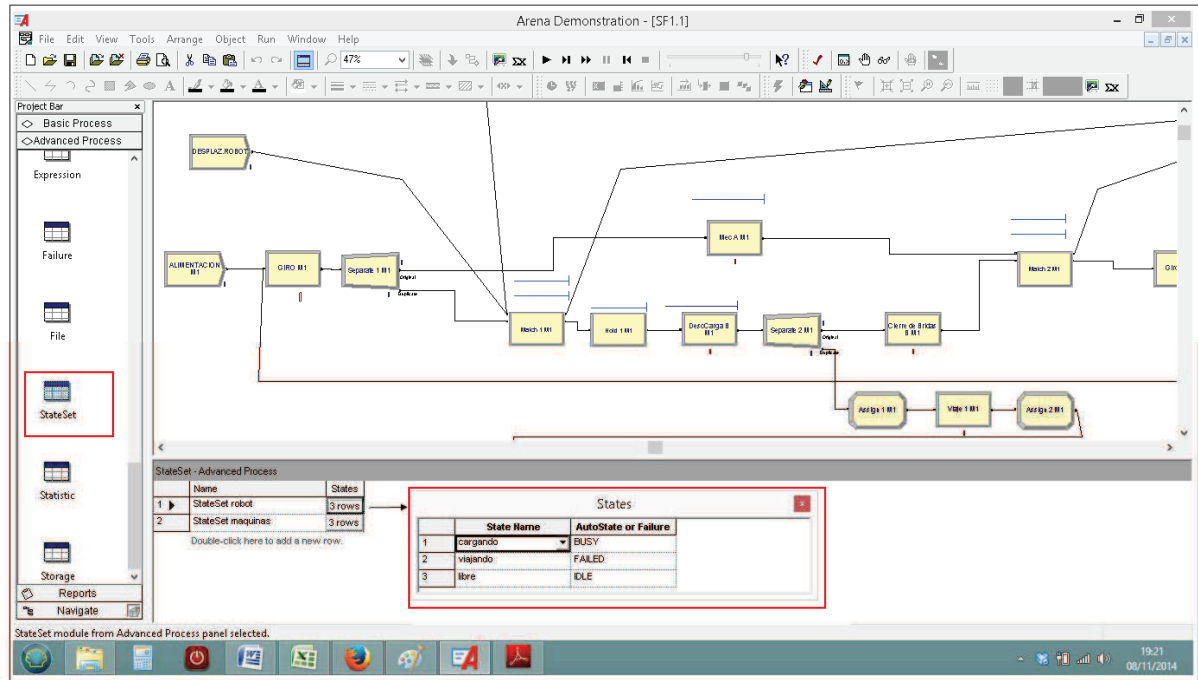 Arena Demonstration - [SF1.1]
File Edit View Tools Arrange Object Run Window Help
47%
Project Bar
Basic Process
Advanced Process
Expression
Failure
File
StateSet
Statistic
Storage
Reports
Navigate
DESPLAZ.ROBOT
ALIMENTACION
M1
GIRO M1
Separate 1 M1
Original
Duplicate
Mec A M1
Match 1 M1
Hold 1 M1
DescCarga B
M1
Separate 2 M1
Original
Duplicate
Cierre de Bridas
B M1
Match 2 M1
Assign 1 M1
Viaje 1 M1
Assign 2 M1
StateSet - Advanced Process
Name States
1 StateSet robot 3 rows
2 StateSet maquinas 3 rows
Double-click here to add a new row.
States
State Name AutoState or Failure
1 cargando BUSY
2 viajando FAILED
3 libre IDLE
StateSet module from Advanced Process panel selected.
19:21
08/11/2014